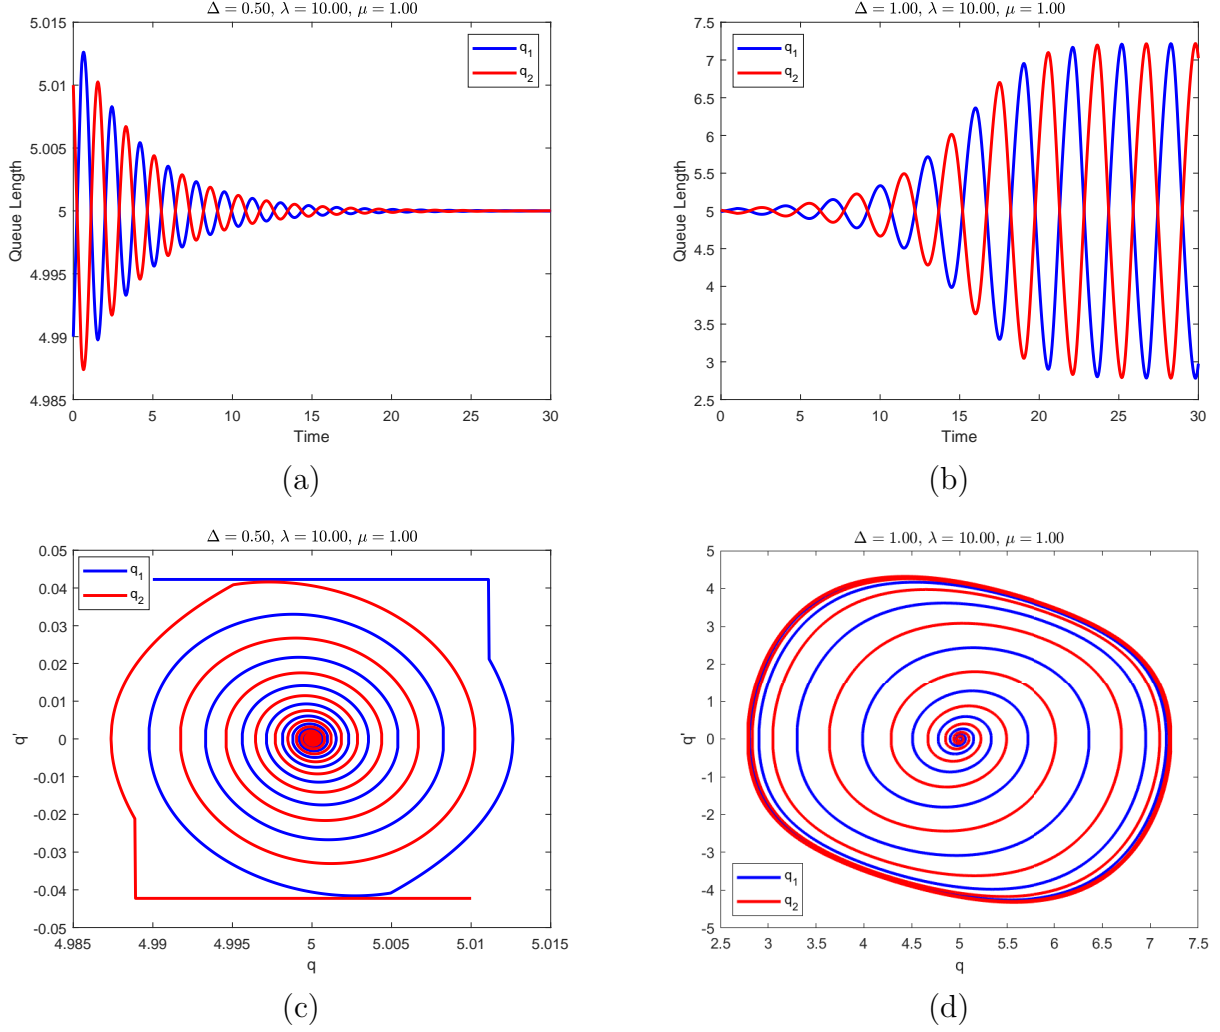 Δ = 0.50, λ = 10.00, μ = 1.00
5.015
5.01
5.005
5
4.995
4.99
4.985
Queue Length
q1
q2
0 5 10 15 20 25 30
Time
(a)
Δ = 1.00, λ = 10.00, μ = 1.00
7.5
7
6.5
6
5.5
5
4.5
4
3.5
3
2.5
Queue Length
q1
q2
0 5 10 15 20 25 30
Time
(b)
Δ = 0.50, λ = 10.00, μ = 1.00
0.05
0.04
0.03
0.02
0.01
0
-0.01
-0.02
-0.03
-0.04
-0.05
q'
q1
q2
4.985 4.99 4.995 5 5.005 5.01 5.015
q
(c)
Δ = 1.00, λ = 10.00, μ = 1.00
5
4
3
2
1
0
-1
-2
-3
-4
-5
q'
q1
q2
2.5 3 3.5 4 4.5 5 5.5 6 6.5 7 7.5
q
(d)